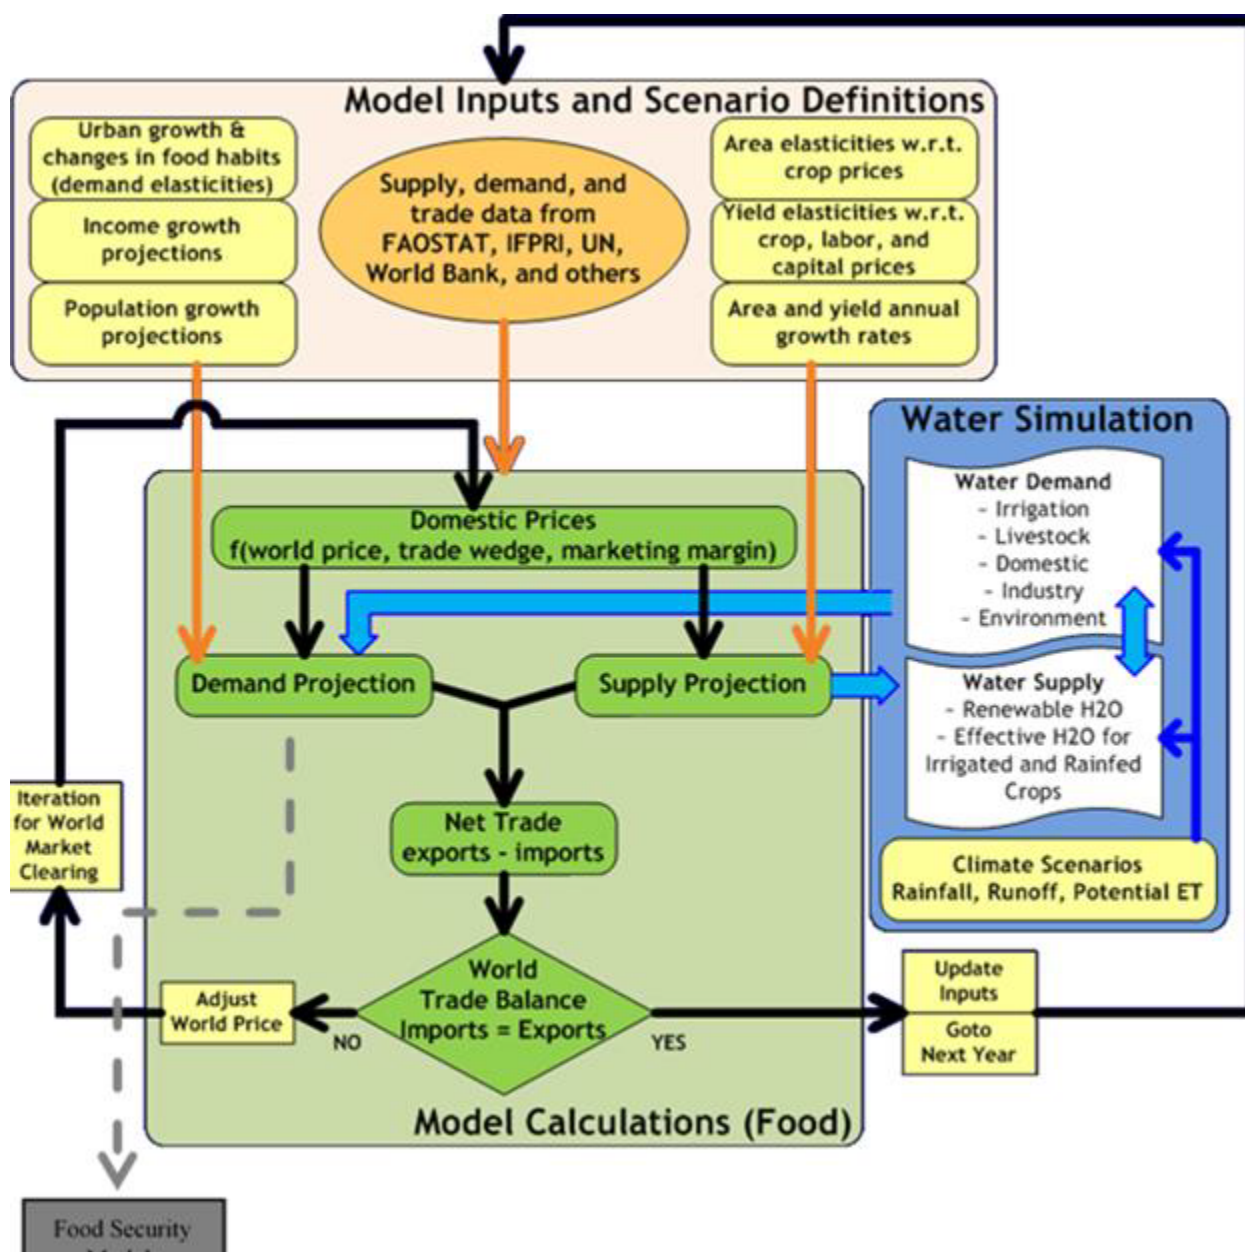 Model Inputs and Scenario Definitions
Urban growth &
changes in food habits
(demand elasticities)
Income growth
projections
Population growth
projections
Supply, demand, and
trade data from
FAOSTAT, IFPRI, UN,
World Bank, and others
Area elasticities w.r.t.
crop prices
Yield elasticities w.r.t.
crop, labor, and
capital prices
Area and yield annual
growth rates
Water Simulation
Water Demand
- Irrigation
- Livestock
- Domestic
- Industry
- Environment
Water Supply
- Renewable H2O
- Effective H2O for
Irrigated and Rainfed
Crops
Climate Scenarios
Rainfall, Runoff, Potential ET
Domestic Prices
f(world price, trade wedge, marketing margin)
Demand Projection
Supply Projection
Net Trade
exports - imports
World
Trade Balance
Imports = Exports
NO
YES
Adjust
World Price
Iteration
for World
Market
Clearing
Update
Inputs
Goto
Next Year
Model Calculations (Food)
Food Security